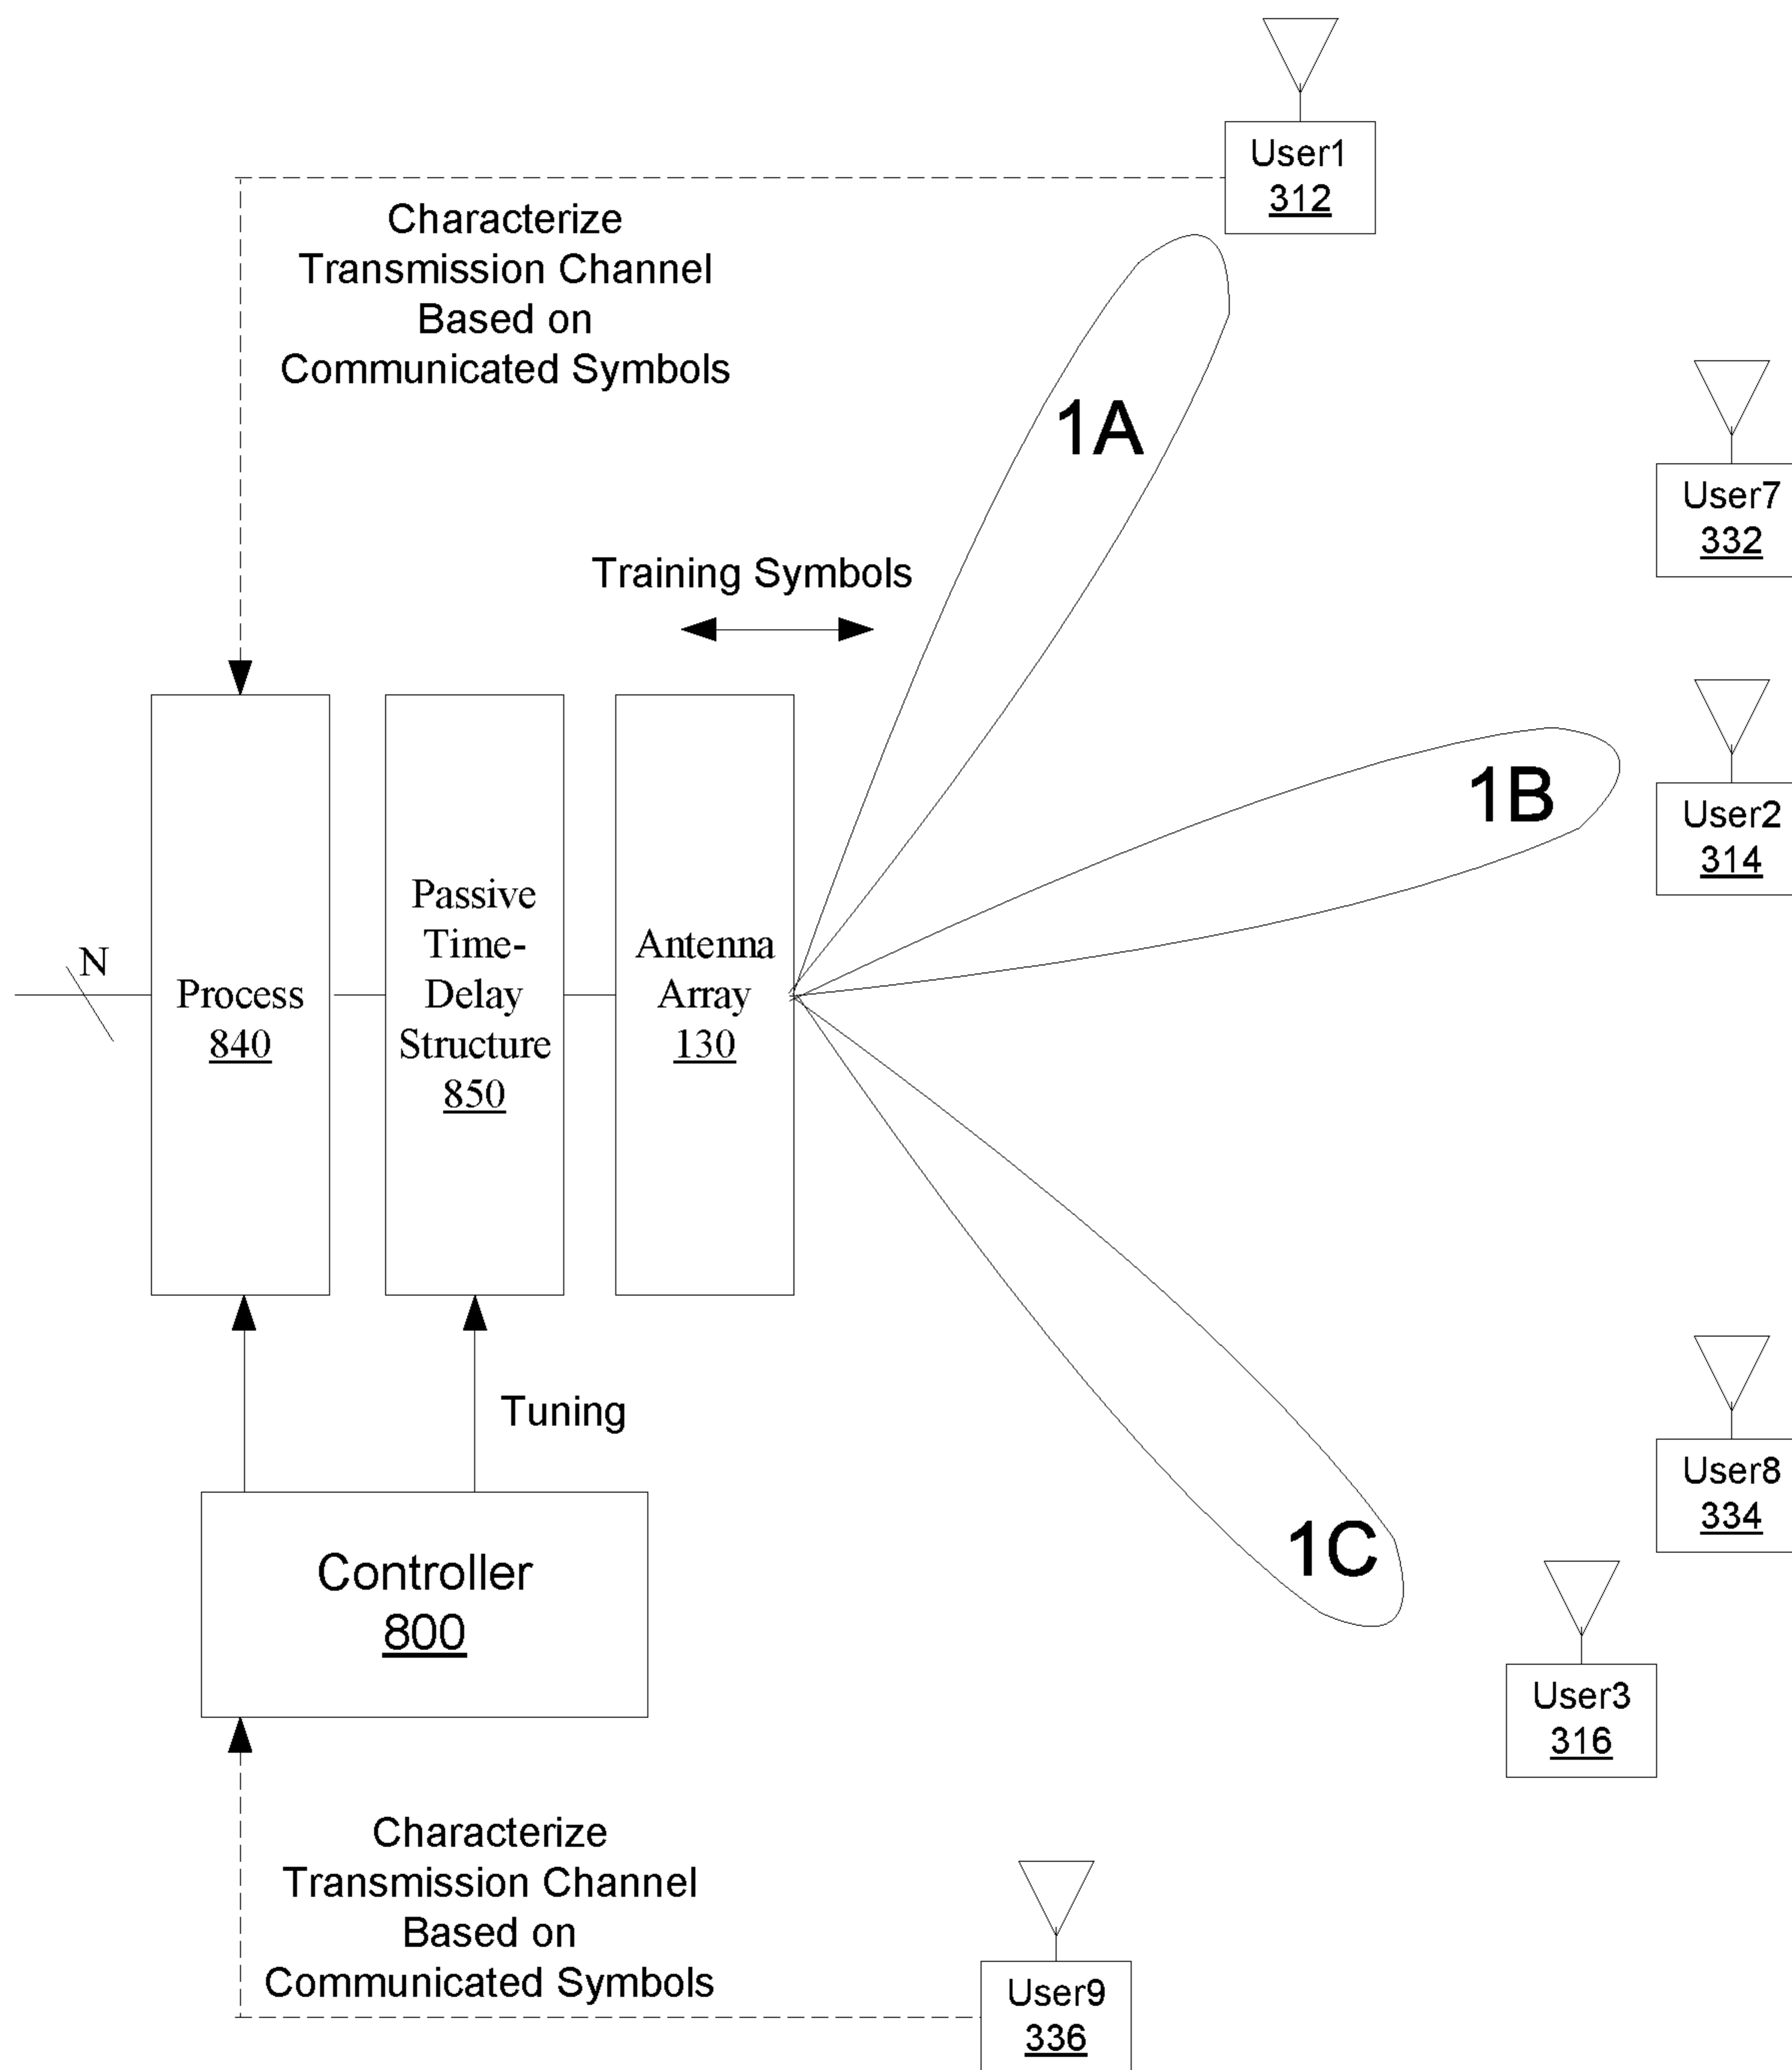 User1
312
Characterize
Transmission Channel
Based on
Communicated Symbols
1A
User7
332
Training Symbols
User2
314
1B
N
Process
840
Passive
Time-
Delay
Structure
850
Antenna
Array
130
Tuning
User8
334
1C
Controller
800
User3
316
Characterize
Transmission Channel
Based on
Communicated Symbols
User9
336